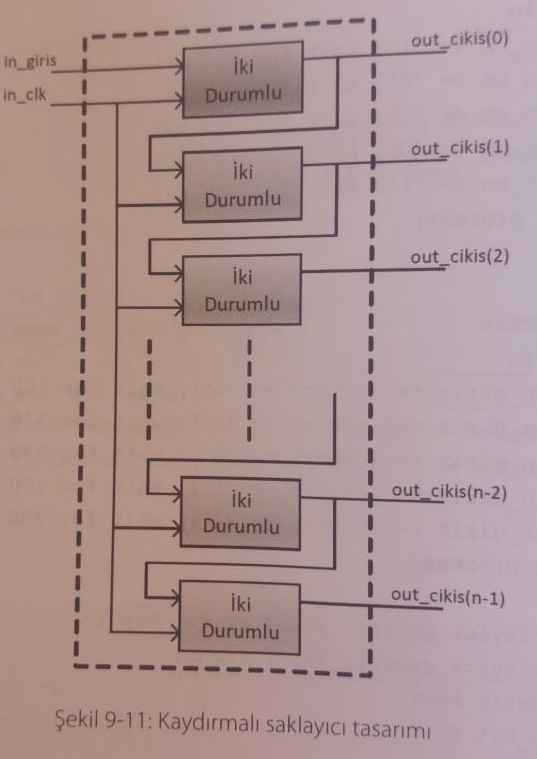 out_cikis(0)
in_giris
İki
Durumlu
in_clk
out_cikis(1)
İki
Durumlu
out_cikis(2)
İki
Durumlu
out_cikis(n-2)
İki
Durumlu
out_cikis(n-1)
İki
Durumlu
Şekil 9-11: Kaydırmalı saklayıcı tasarımı